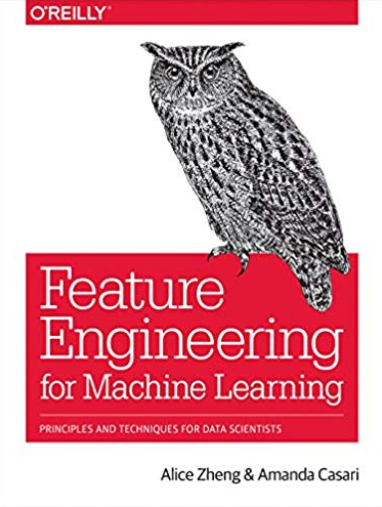 O'REILLY®
Feature
Engineering
for Machine Learning
PRINCIPLES AND TECHNIQUES FOR DATA SCIENTISTS
Alice Zheng & Amanda Casari